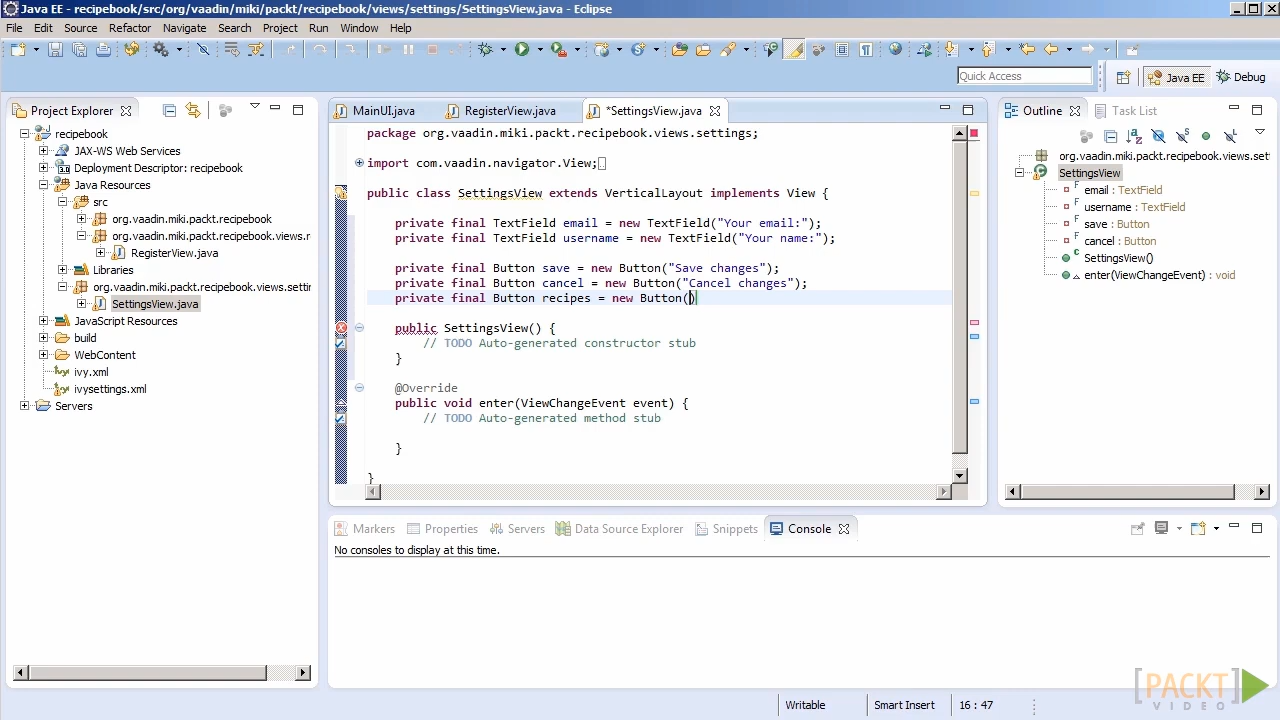 Java EE - recipebook/src/org/vaadin/miki/packt/recipebook/views/settings/SettingsView.java - Eclipse
File Edit Source Refactor Navigate Search Project Run Window Help
Quick Access
Java EE
Debug
Project Explorer
recipebook
JAX-WS Web Services
Deployment Descriptor: recipebook
Java Resources
src
org.vaadin.miki.packt.recipebook
org.vaadin.miki.packt.recipebook.views.r
RegisterView.java
Libraries
org.vaadin.miki.packt.recipebook.views.setti
SettingsView.java
JavaScript Resources
build
WebContent
ivy.xml
ivysettings.xml
Servers
MainUI.java
RegisterView.java
*SettingsView.java
package org.vaadin.miki.packt.recipebook.views.settings;
import com.vaadin.navigator.View;
public class SettingsView extends VerticalLayout implements View {
private final TextField email = new TextField("Your email:");
private final TextField username = new TextField("Your name:");
private final Button save = new Button("Save changes");
private final Button cancel = new Button("Cancel changes");
private final Button recipes = new Button()
public SettingsView() {
// TODO Auto-generated constructor stub
}
@Override
public void enter(ViewChangeEvent event) {
// TODO Auto-generated method stub
}
}
Outline
Task List
org.vaadin.miki.packt.recipebook.views.set
SettingsView
email : TextField
username : TextField
save : Button
cancel : Button
SettingsView()
enter(ViewChangeEvent) : void
Markers
Properties
Servers
Data Source Explorer
Snippets
Console
No consoles to display at this time.
Writable
Smart Insert
16 : 47
PACKT
VIDEO